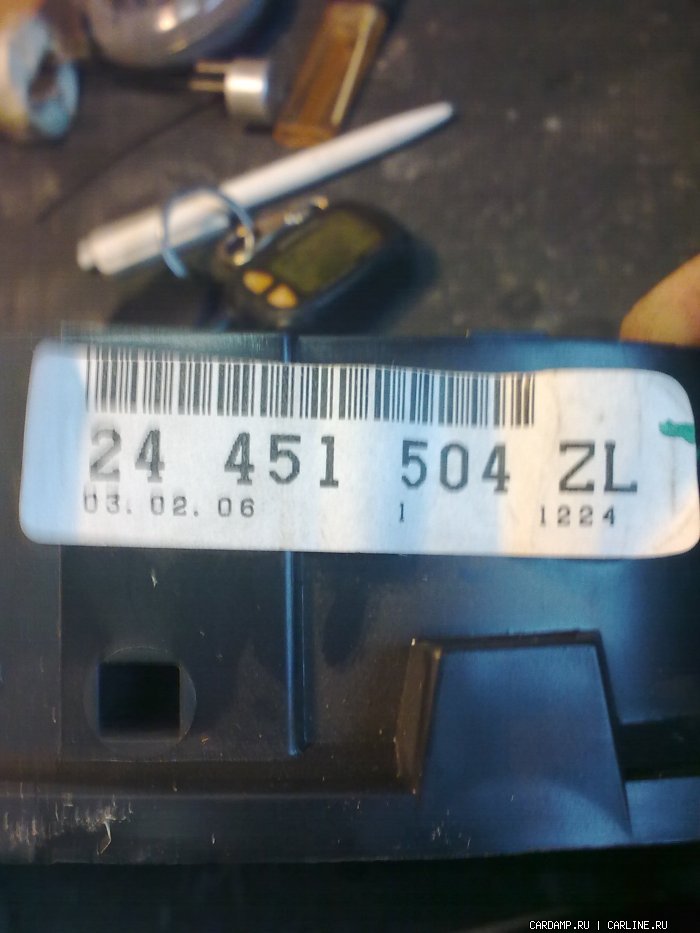 24 451 504 ZL
03.02.06 1 1224
CARDAMP.RU | CARLINE.RU